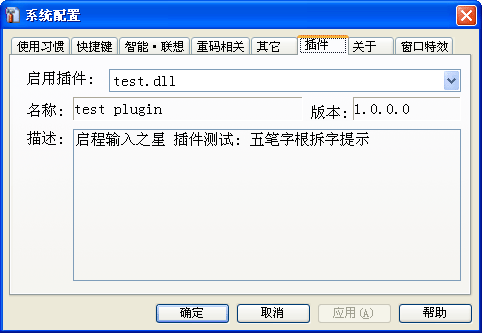 系统配置
使用习惯 快捷键 智能·联想 重码相关 其它 插件 关于 窗口特效
启用插件: test.dll
名称: test plugin 版本: 1.0.0.0
描述: 启程输入之星 插件测试: 五笔字根拆字提示
确定 取消 应用(A) 帮助